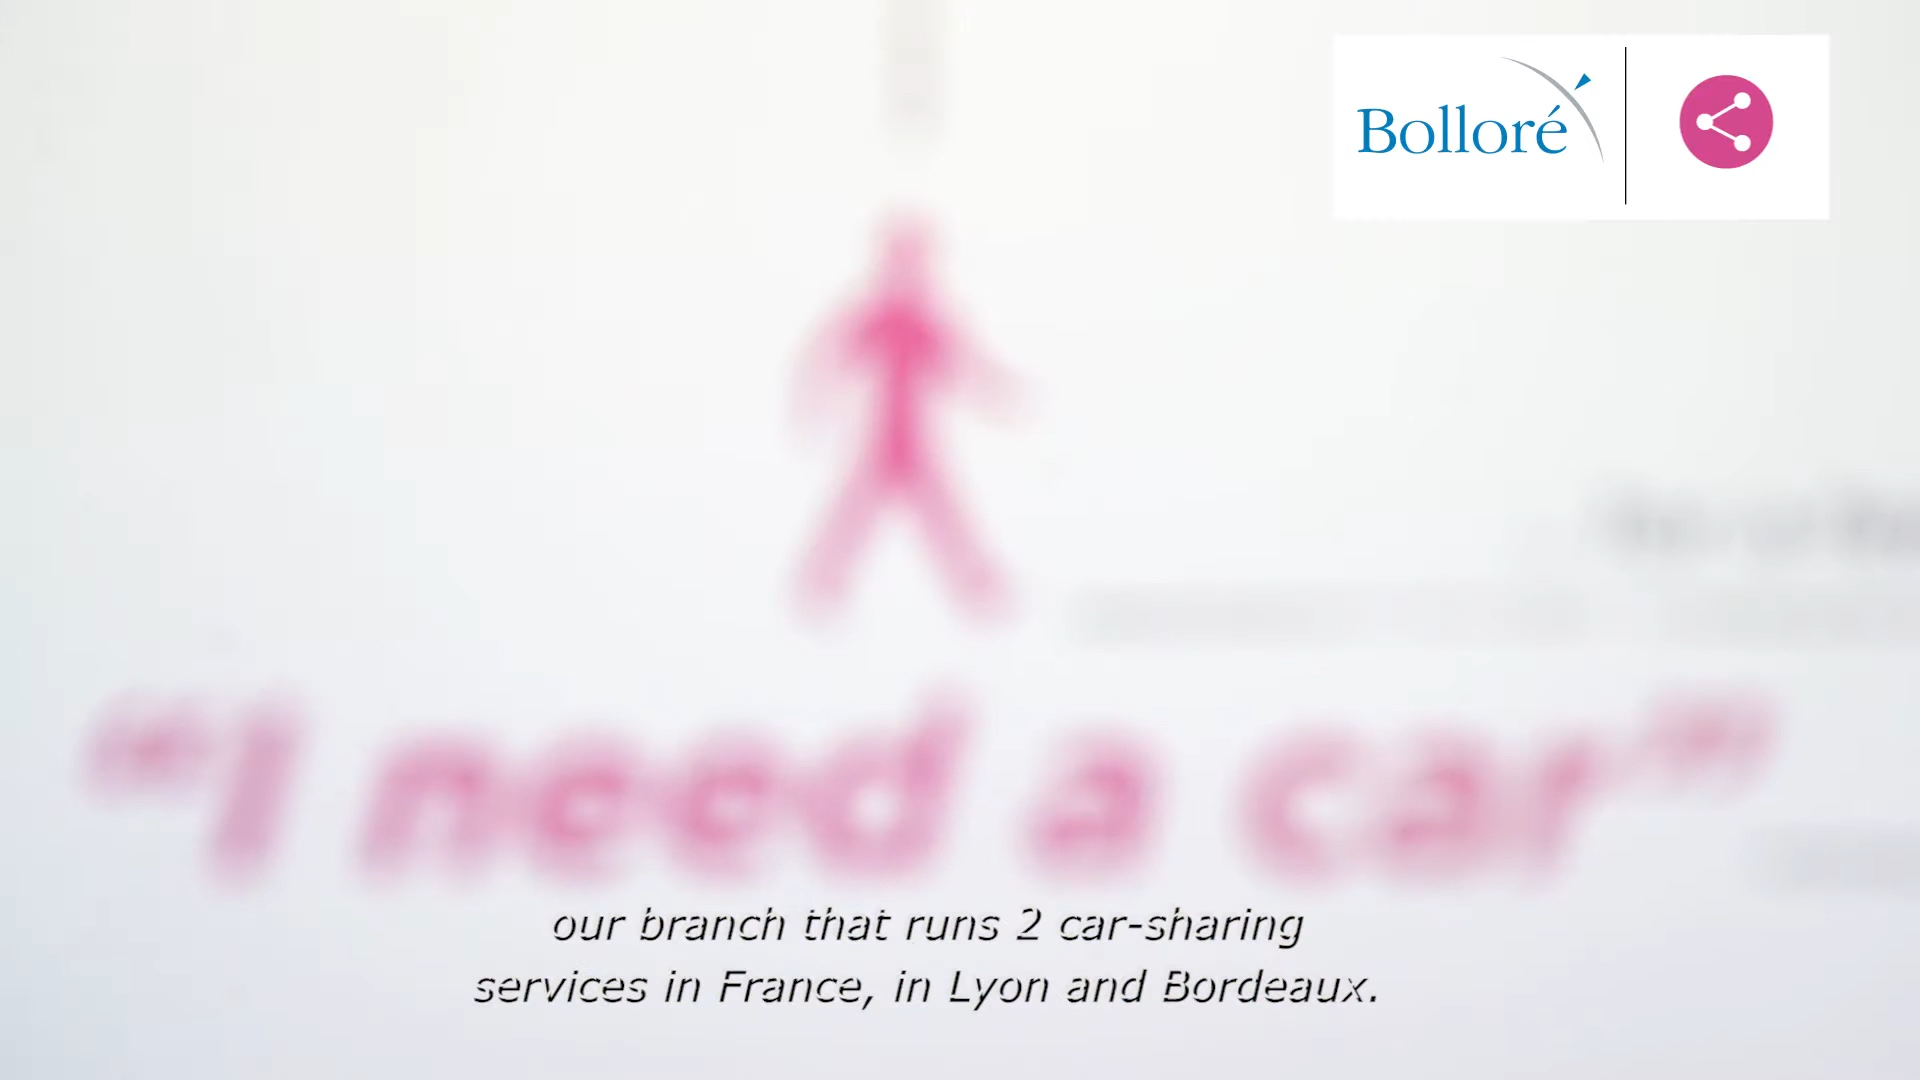 Bolloré
“I need a car”
our branch that runs 2 car-sharing
services in France, in Lyon and Bordeaux.